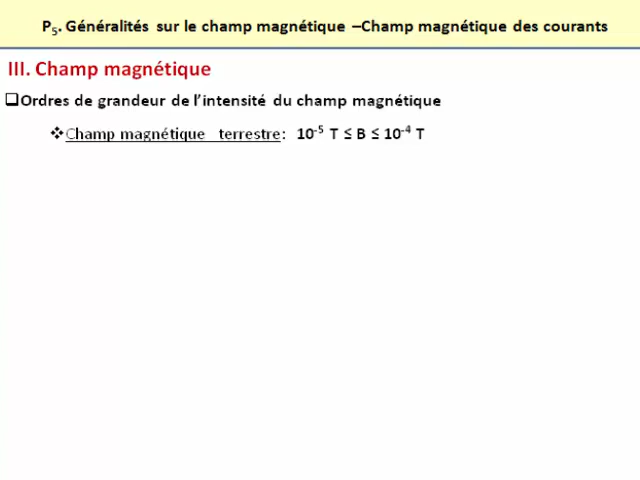 P₅. Généralités sur le champ magnétique –Champ magnétique des courants
III. Champ magnétique
❑Ordres de grandeur de l’intensité du champ magnétique
❖Champ magnétique terrestre: 10⁻⁵ T ≤ B ≤ 10⁻⁴ T